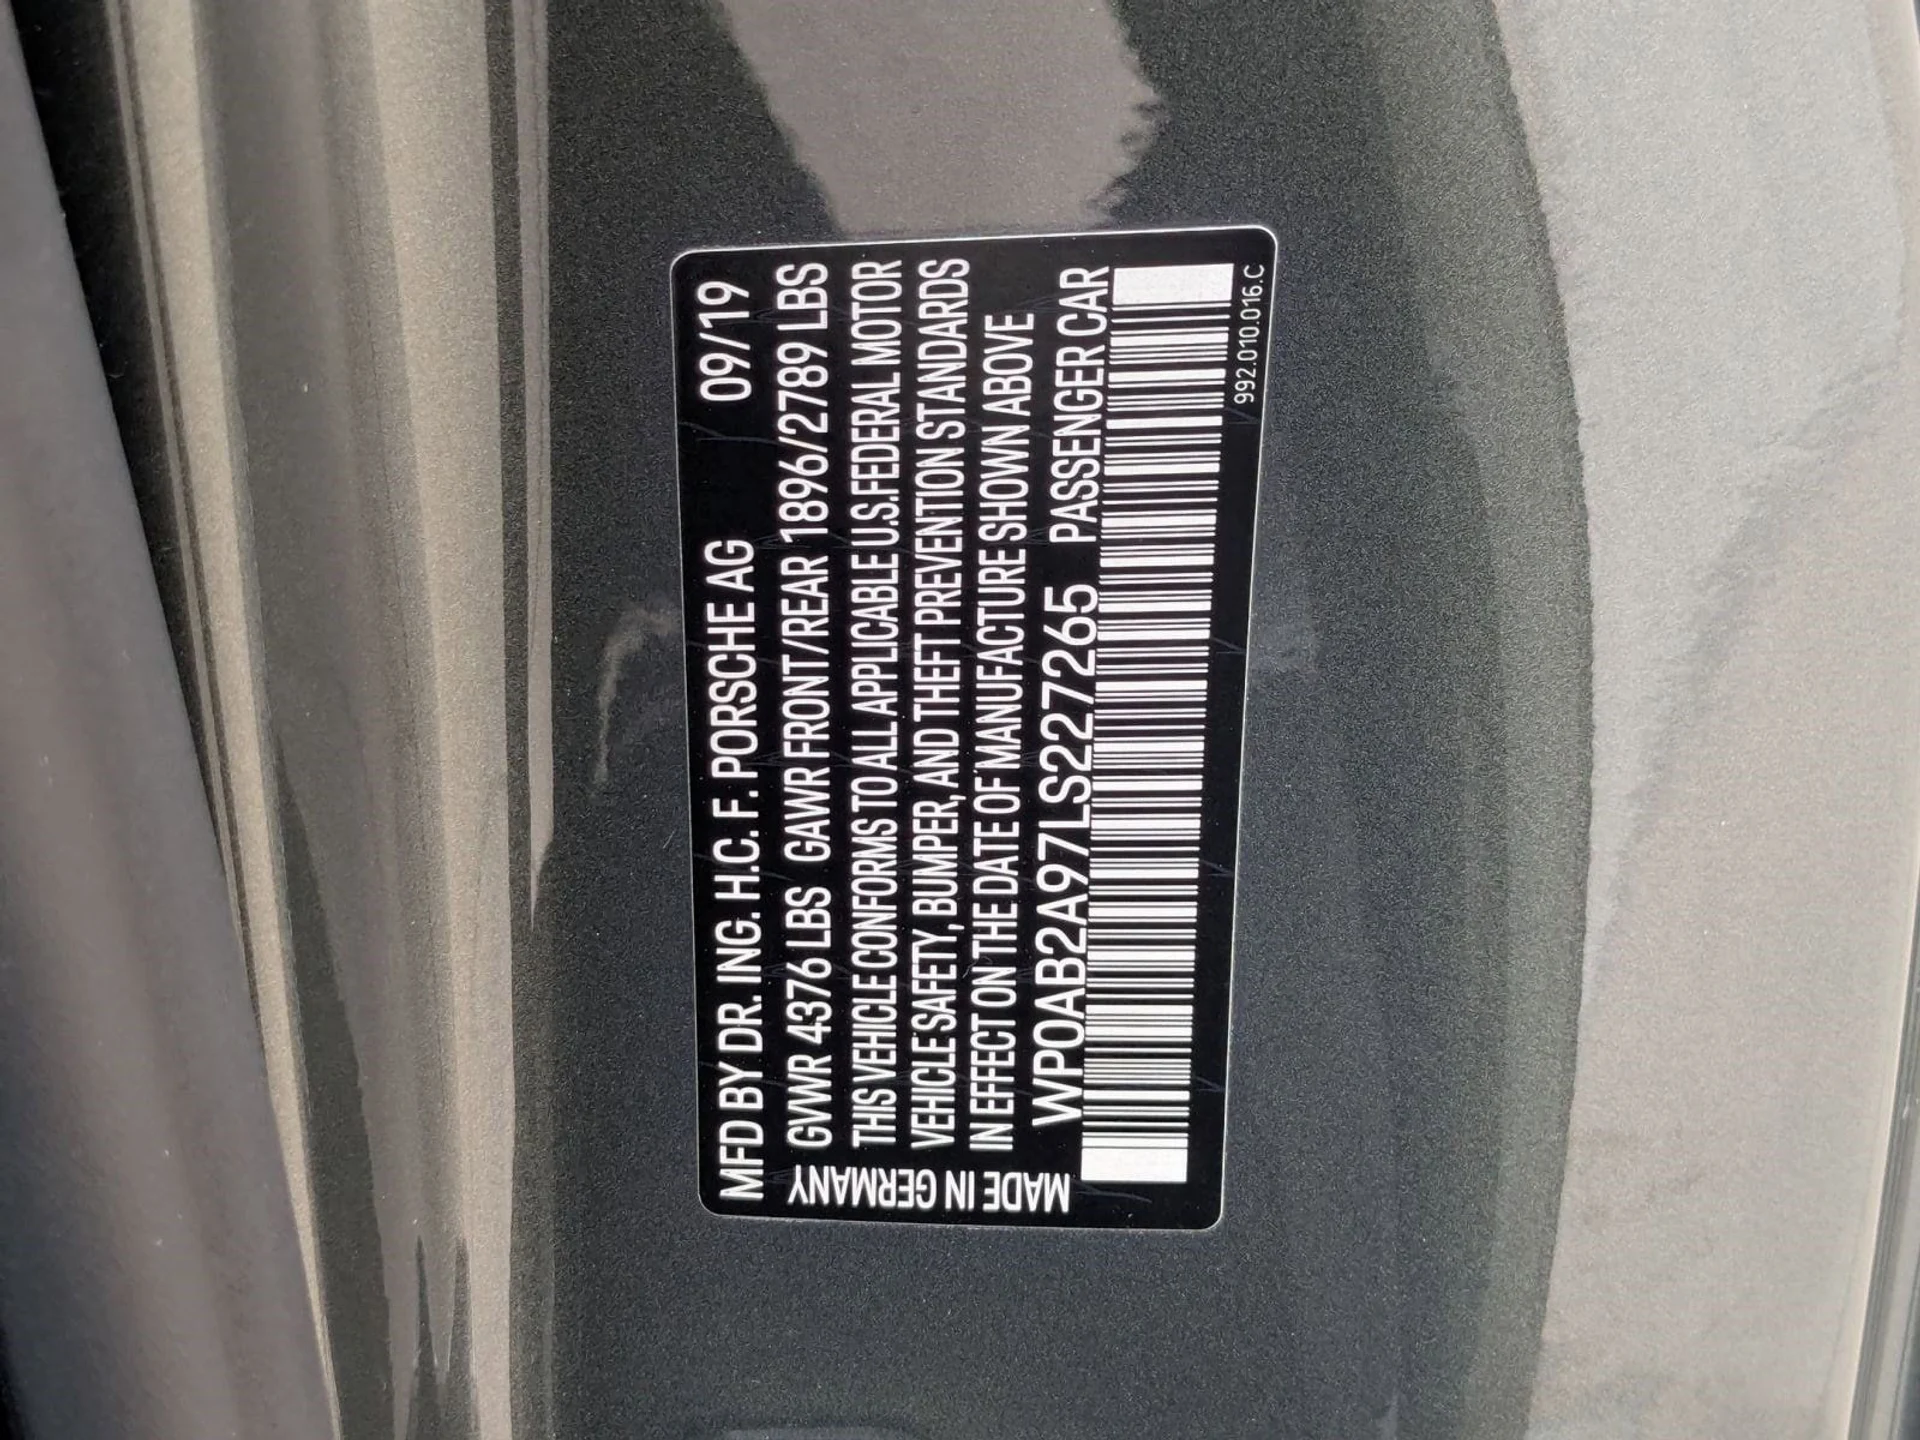 MFD BY DR. ING. H.C. F. PORSCHE AG 09/19
GVWR 4376 LBS GAWR FRONT/REAR 1896/2789 LBS
THIS VEHICLE CONFORMS TO ALL APPLICABLE U.S.FEDERAL MOTOR
VEHICLE SAFETY, BUMPER, AND THEFT PREVENTION STANDARDS
IN EFFECT ON THE DATE OF MANUFACTURE SHOWN ABOVE
WP0AB2A97LS227265 PASSENGER CAR
MADE IN GERMANY
992.010.016.C